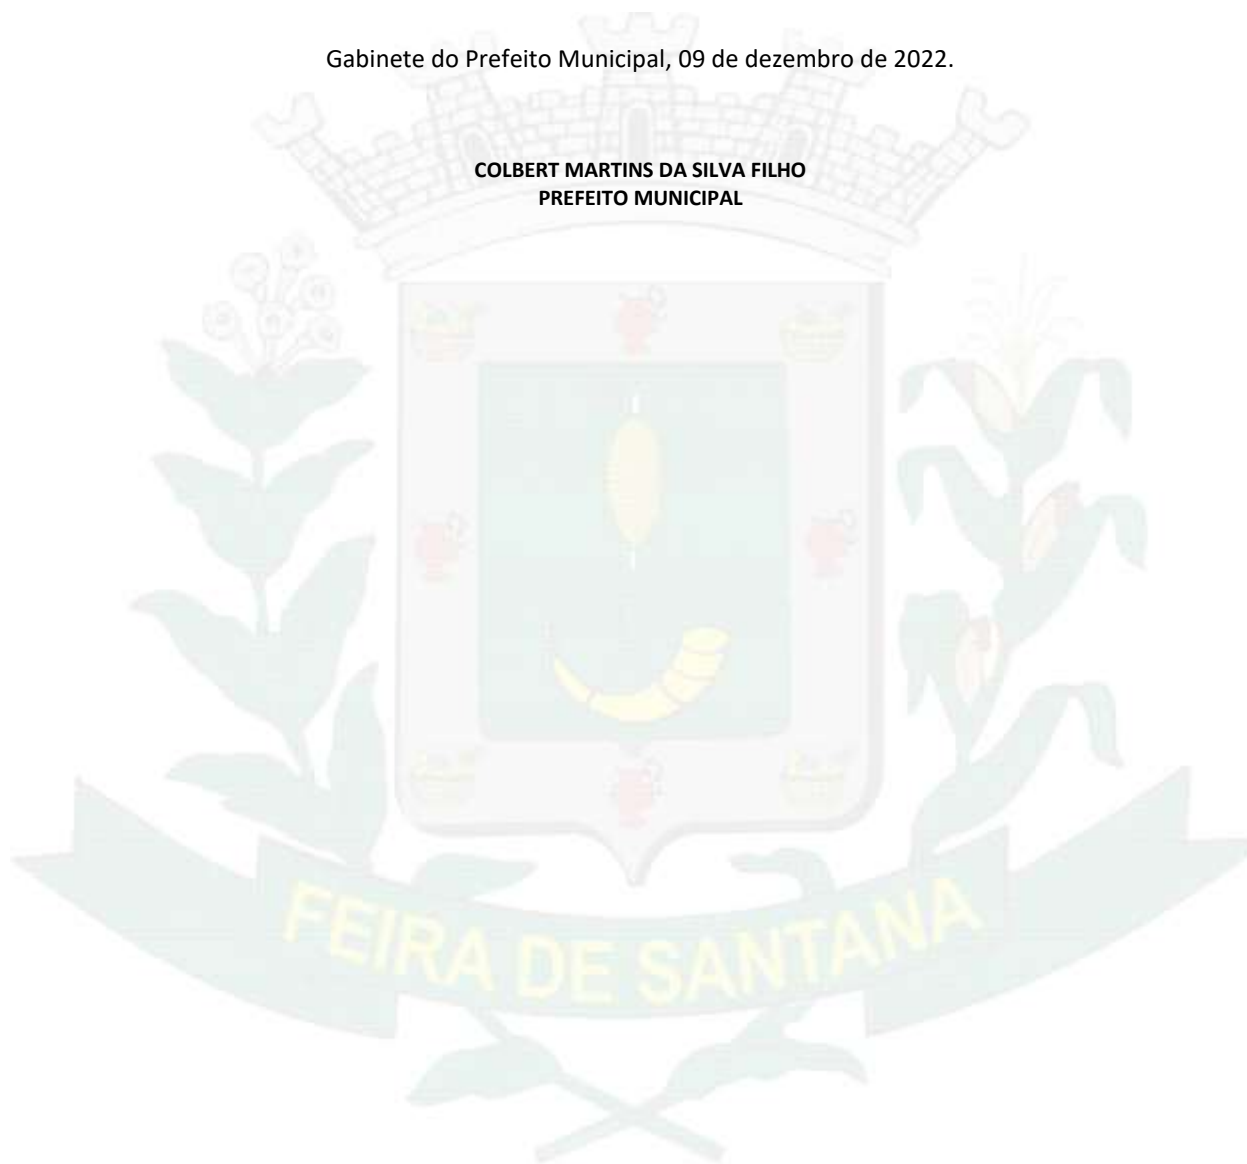 Gabinete do Prefeito Municipal, 09 de dezembro de 2022.
COLBERT MARTINS DA SILVA FILHO
PREFEITO MUNICIPAL
FEIRA DE SANTANA